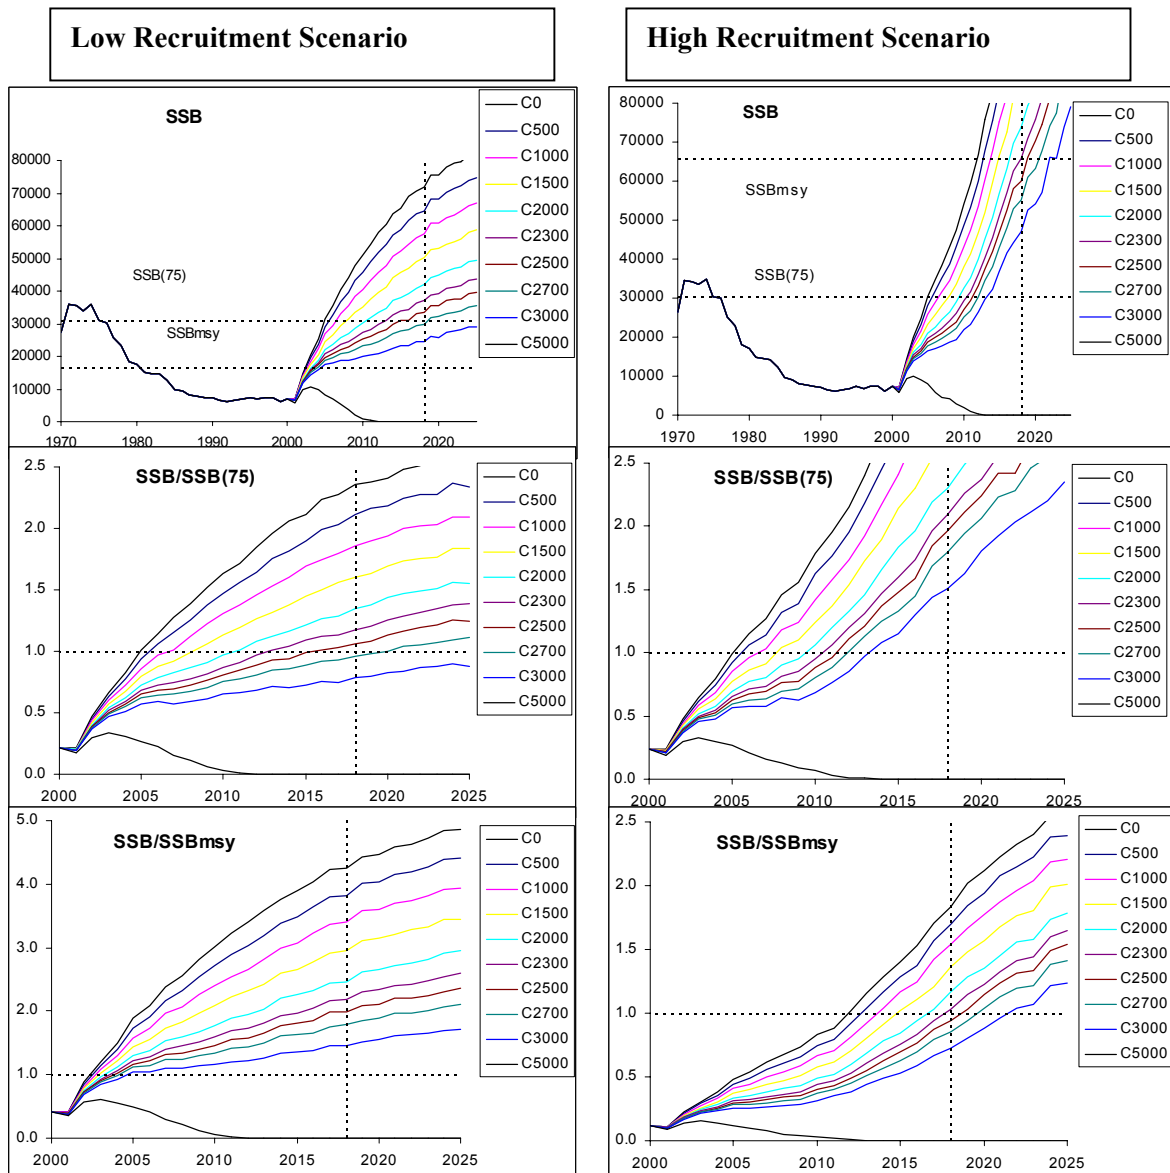 Low Recruitment Scenario
High Recruitment Scenario
SSB
80000
70000
60000
50000
40000
30000
20000
10000
0
SSB(75)
SSBmsy
1970 1980 1990 2000 2010 2020
C0
C500
C1000
C1500
C2000
C2300
C2500
C2700
C3000
C5000
SSB
80000
70000
60000
50000
40000
30000
20000
10000
0
SSBmsy
SSB(75)
1970 1980 1990 2000 2010 2020
C0
C500
C1000
C1500
C2000
C2300
C2500
C2700
C3000
C5000
SSB/SSB(75)
2.5
2.0
1.5
1.0
0.5
0.0
2000 2005 2010 2015 2020 2025
C0
C500
C1000
C1500
C2000
C2300
C2500
C2700
C3000
C5000
SSB/SSB(75)
2.5
2.0
1.5
1.0
0.5
0.0
2000 2005 2010 2015 2020 2025
C0
C500
C1000
C1500
C2000
C2300
C2500
C2700
C3000
C5000
SSB/SSBmsy
5.0
4.0
3.0
2.0
1.0
0.0
2000 2005 2010 2015 2020 2025
C0
C500
C1000
C1500
C2000
C2300
C2500
C2700
C3000
C5000
SSB/SSBmsy
2.5
2.0
1.5
1.0
0.5
0.0
2000 2005 2010 2015 2020 2025
C0
C500
C1000
C1500
C2000
C2300
C2500
C2700
C3000
C5000